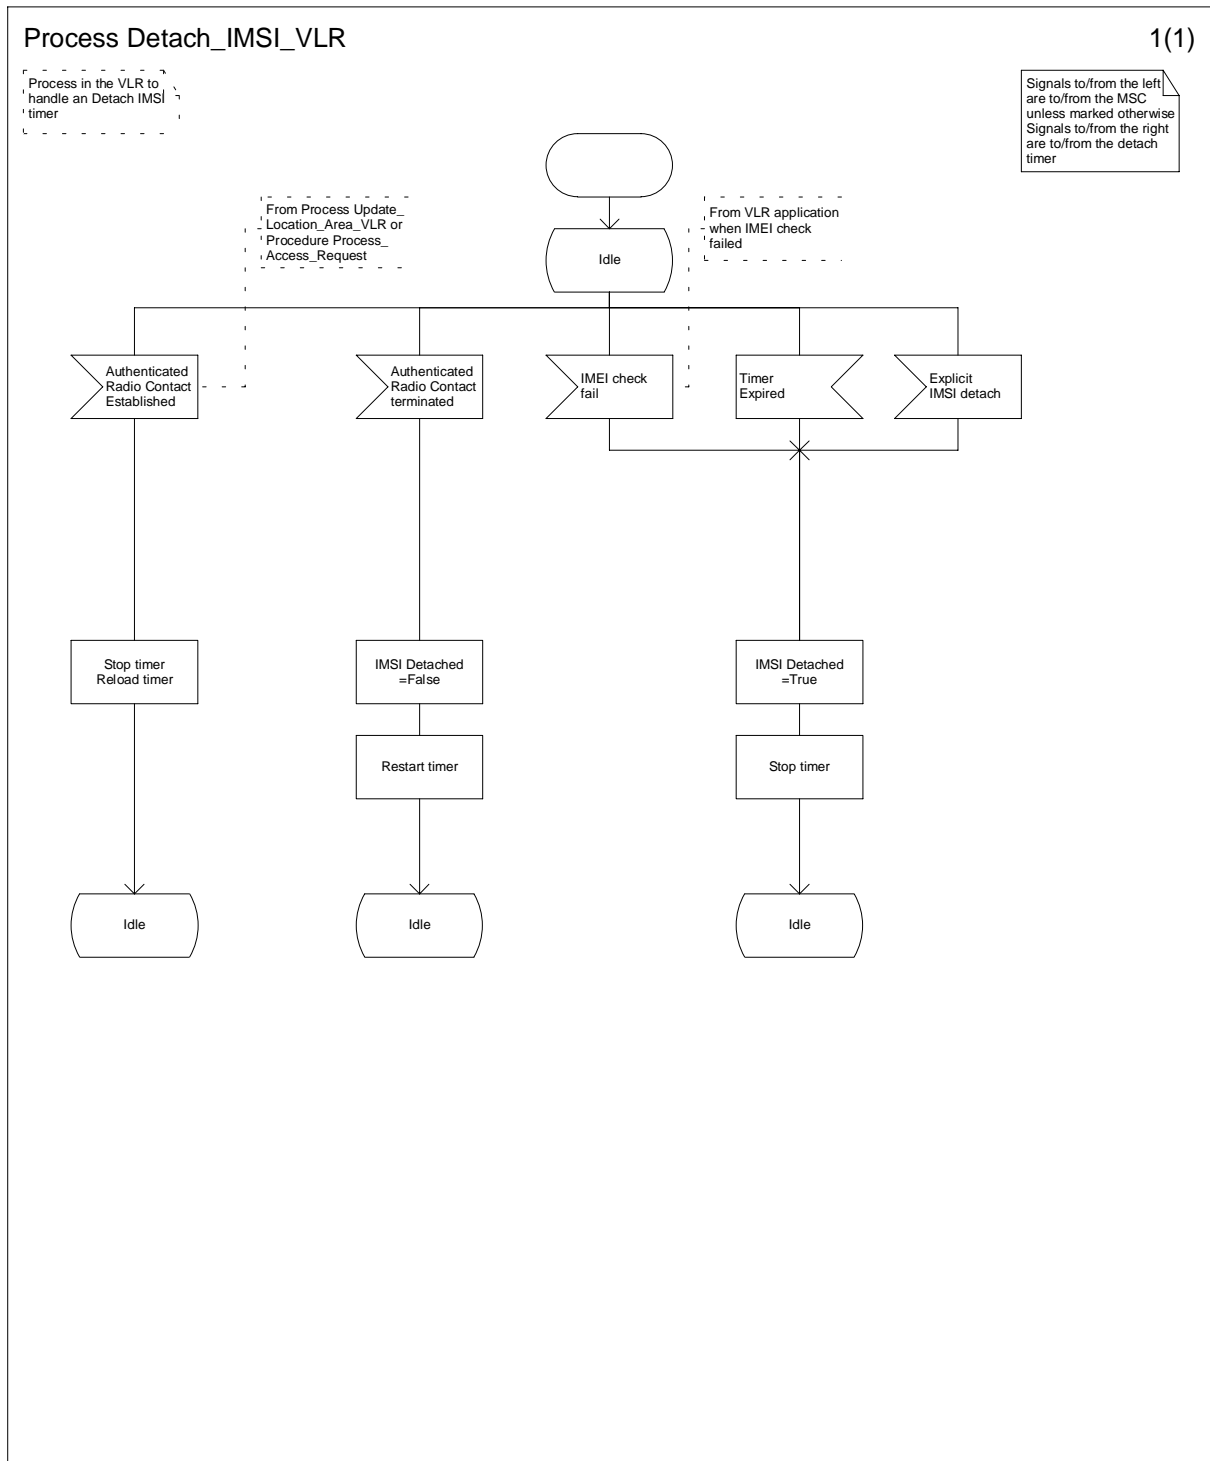 Process Detach_IMSI_VLR
1(1)
Process in the VLR to
handle an Detach IMSI
timer
Signals to/from the left
are to/from the MSC
unless marked otherwise
Signals to/from the right
are to/from the detach
timer
From Process Update_
Location_Area_VLR or
Procedure Process_
Access_Request
From VLR application
when IMEI check
failed
Idle
Authenticated
Radio Contact
Established
Authenticated
Radio Contact
terminated
IMEI check
fail
Timer
Expired
Explicit
IMSI detach
Stop timer
Reload timer
IMSI Detached
=False
IMSI Detached
=True
Restart timer
Stop timer
Idle
Idle
Idle